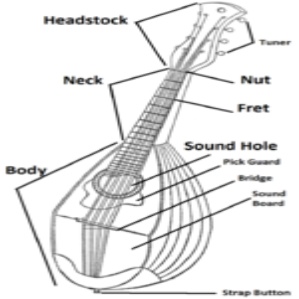 Headstock
Tuner
Neck
Nut
Fret
Sound Hole
Pick Guard
Body
Bridge
Sound
Board
Strap Button